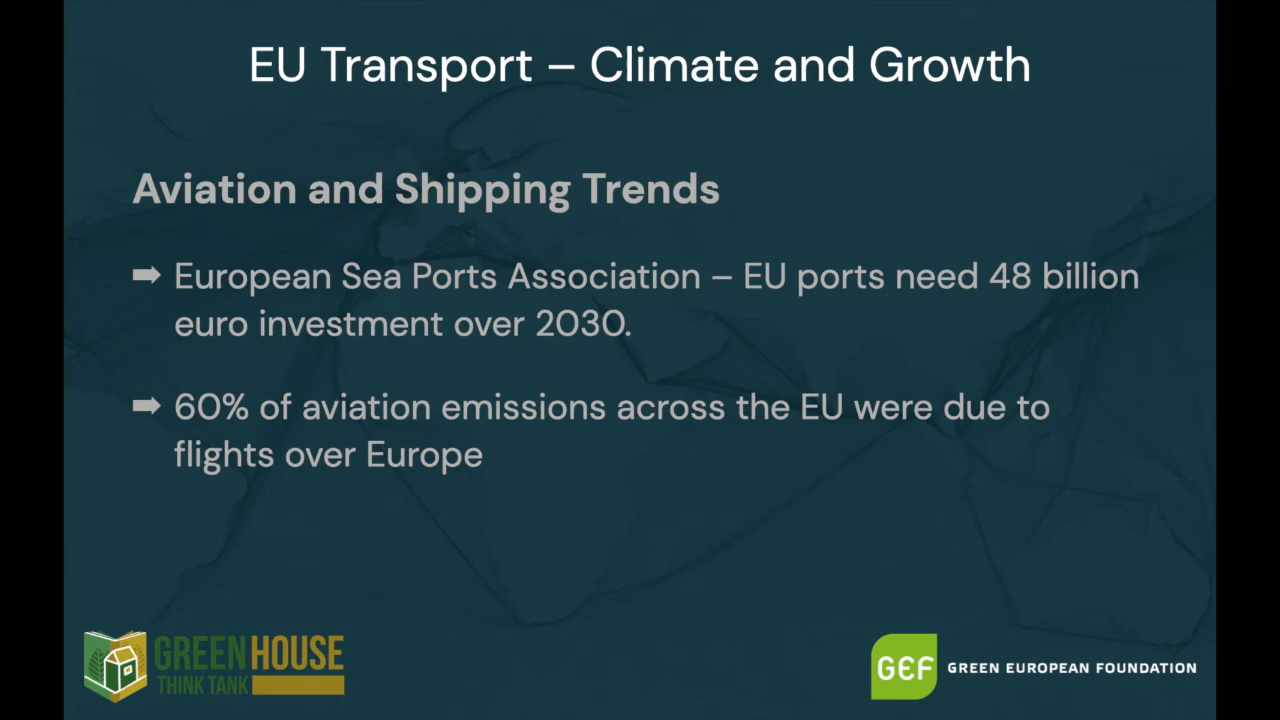 EU Transport – Climate and Growth
Aviation and Shipping Trends
➡ European Sea Ports Association – EU ports need 48 billion
euro investment over 2030.
➡ 60% of aviation emissions across the EU were due to
flights over Europe
GREEN HOUSE
THINK TANK
GEF GREEN EUROPEAN FOUNDATION